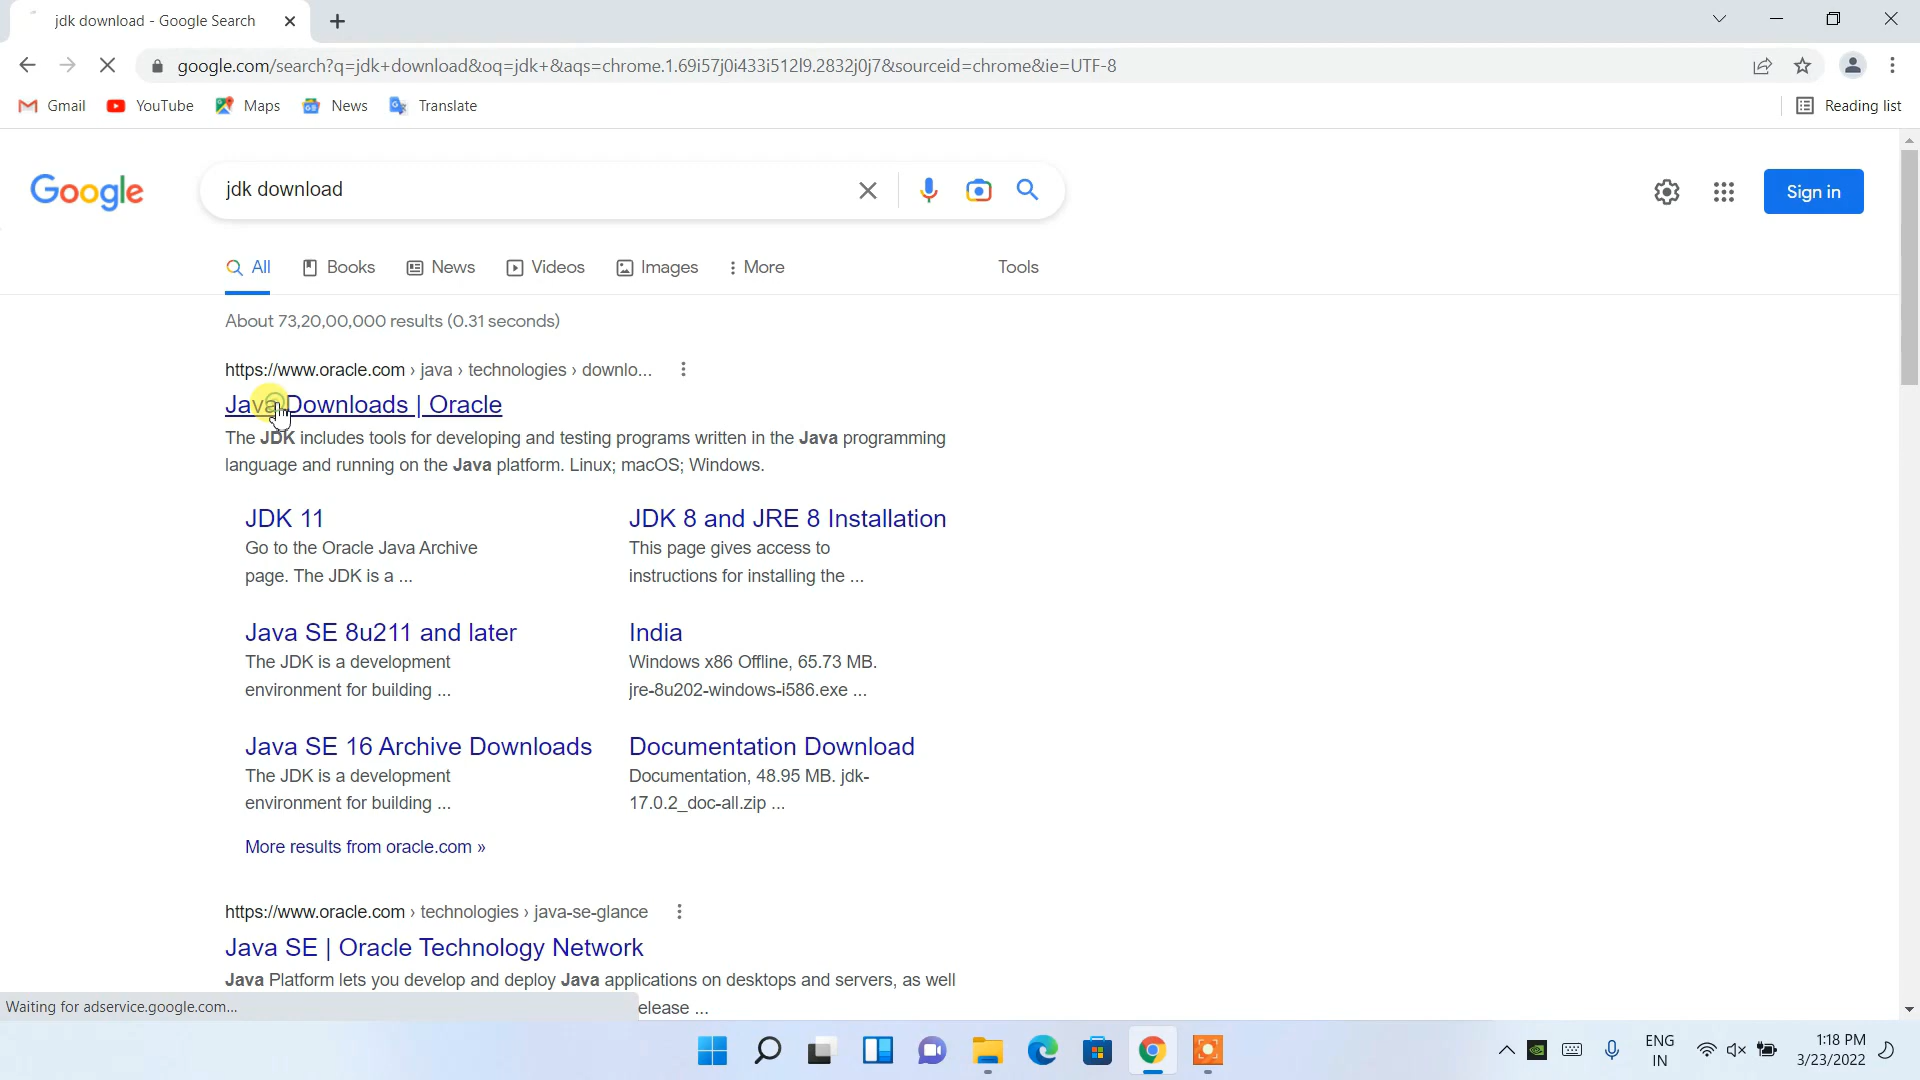 jdk download - Google Search
google.com/search?q=jdk+download&oq=jdk+&aqs=chrome.1.69i57j0i433i512l9.2832j0j7&sourceid=chrome&ie=UTF-8
Gmail YouTube Maps News Translate Reading list
Google jdk download Sign in
All Books News Videos Images More Tools
About 73,20,00,000 results (0.31 seconds)
https://www.oracle.com › java › technologies › downlo...
Java Downloads | Oracle
The JDK includes tools for developing and testing programs written in the Java programming
language and running on the Java platform. Linux; macOS; Windows.
JDK 11
Go to the Oracle Java Archive
page. The JDK is a ...
JDK 8 and JRE 8 Installation
This page gives access to
instructions for installing the ...
Java SE 8u211 and later
The JDK is a development
environment for building ...
India
Windows x86 Offline, 65.73 MB.
jre-8u202-windows-i586.exe ...
Java SE 16 Archive Downloads
The JDK is a development
environment for building ...
Documentation Download
Documentation, 48.95 MB. jdk-
17.0.2_doc-all.zip ...
More results from oracle.com »
https://www.oracle.com › technologies › java-se-glance
Java SE | Oracle Technology Network
Java Platform lets you develop and deploy Java applications on desktops and servers, as well
elease ...
Waiting for adservice.google.com...
ENG
IN
1:18 PM
3/23/2022